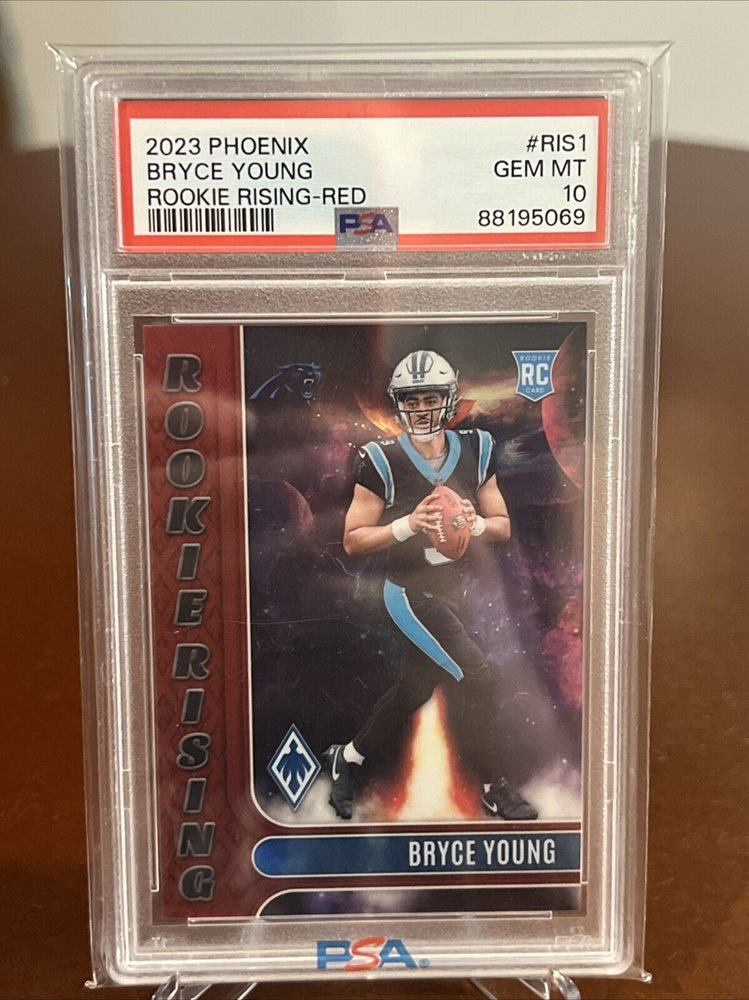 2023 PHOENIX #RIS1
BRYCE YOUNG GEM MT
ROOKIE RISING-RED 10
PSA 88195069
ROOKIE RISING
ROOKIE
RC
CARD
9
BRYCE YOUNG
PSA®